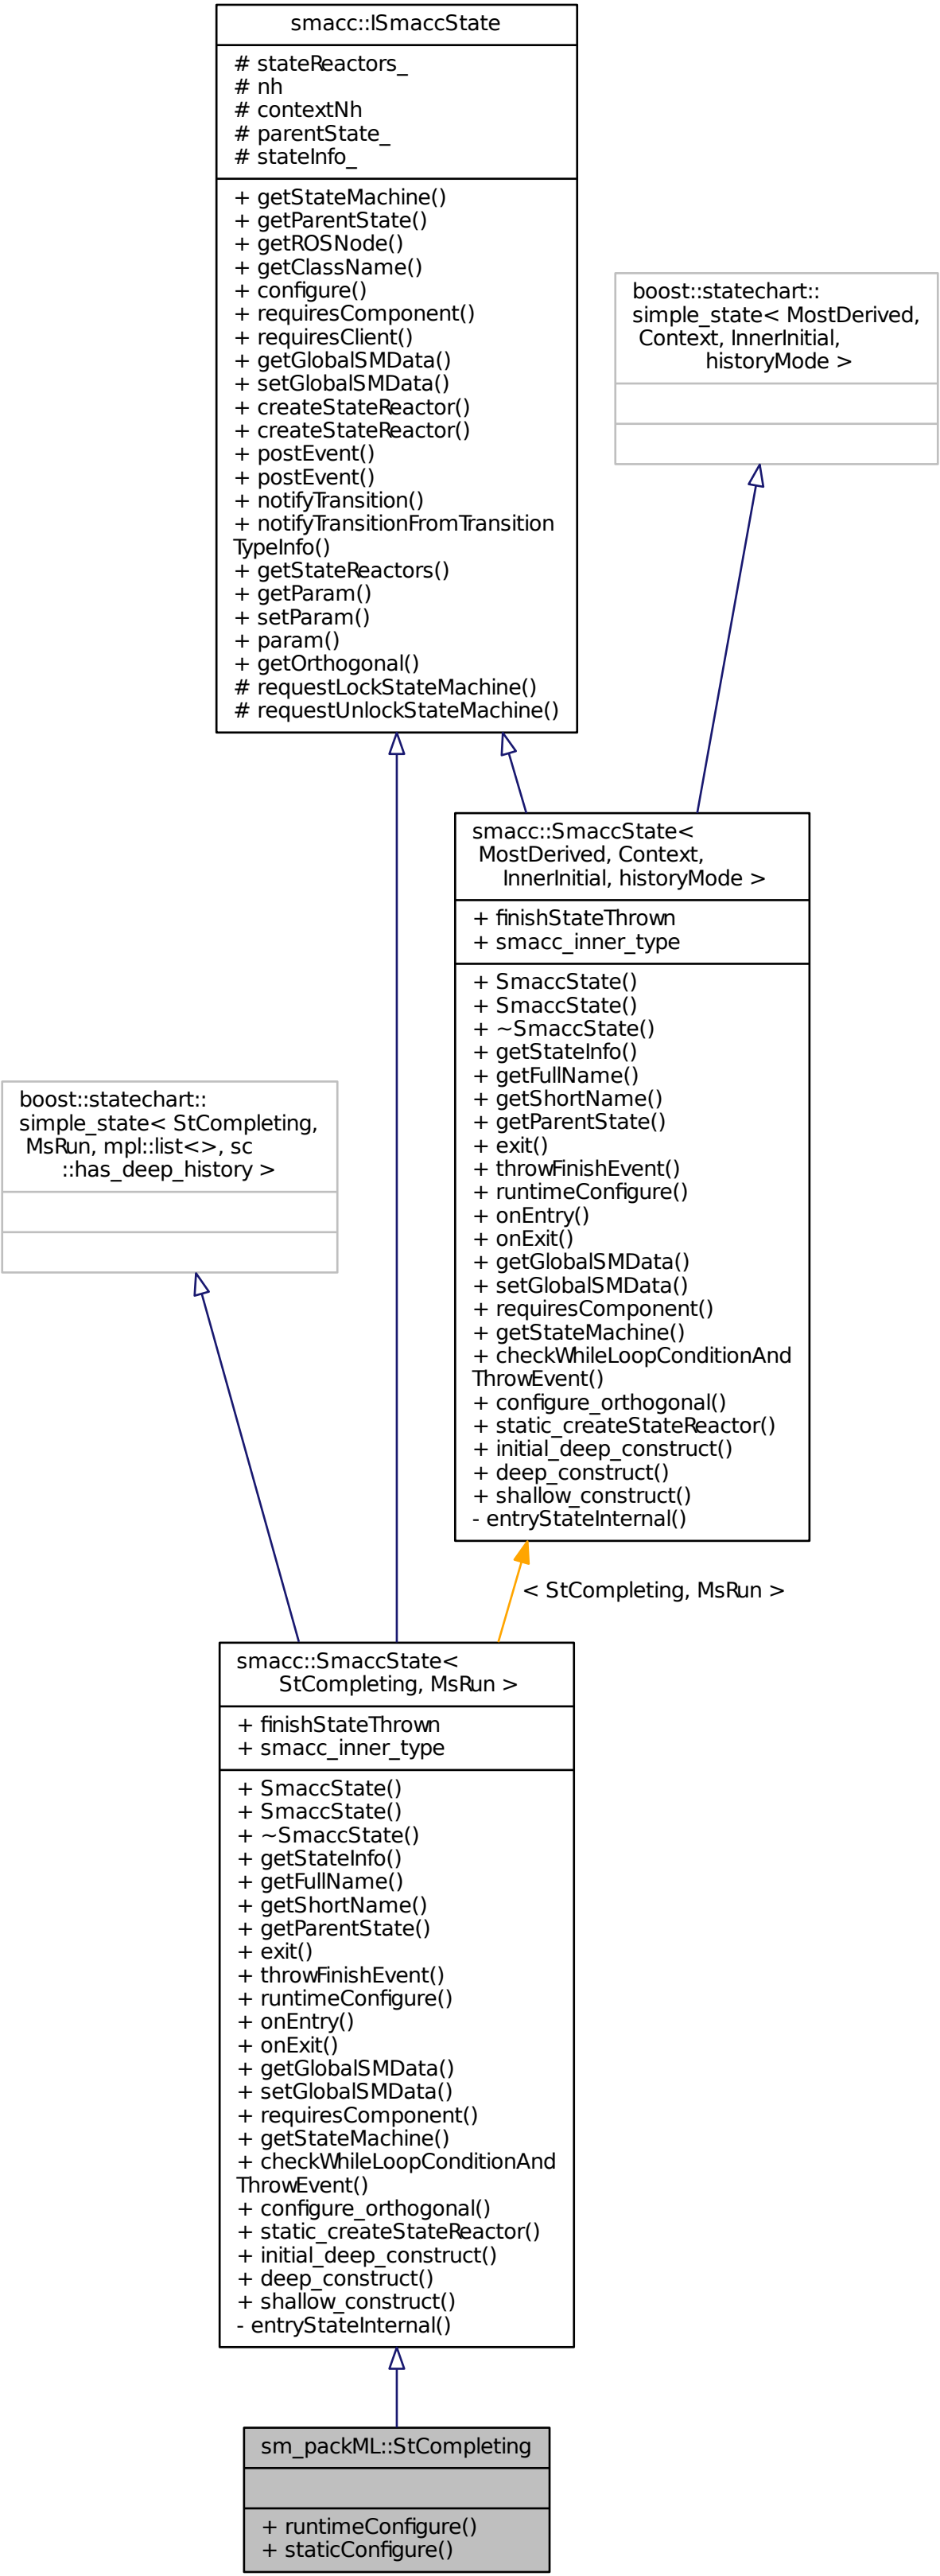 smacc::ISmaccState
# stateReactors_
# nh
# contextNh
# parentState_
# stateInfo_
+ getStateMachine()
+ getParentState()
+ getROSNode()
+ getClassName()
+ configure()
+ requiresComponent()
+ requiresClient()
+ getGlobalSMData()
+ setGlobalSMData()
+ createStateReactor()
+ createStateReactor()
+ postEvent()
+ postEvent()
+ notifyTransition()
+ notifyTransitionFromTransition
TypeInfo()
+ getStateReactors()
+ getParam()
+ setParam()
+ param()
+ getOrthogonal()
# requestLockStateMachine()
# requestUnlockStateMachine()
boost::statechart::
simple_state< MostDerived,
Context, InnerInitial,
historyMode >
smacc::SmaccState<
MostDerived, Context,
InnerInitial, historyMode >
+ finishStateThrown
+ smacc_inner_type
+ SmaccState()
+ SmaccState()
+ ~SmaccState()
+ getStateInfo()
+ getFullName()
+ getShortName()
+ getParentState()
+ exit()
+ throwFinishEvent()
+ runtimeConfigure()
+ onEntry()
+ onExit()
+ getGlobalSMData()
+ setGlobalSMData()
+ requiresComponent()
+ getStateMachine()
+ checkWhileLoopConditionAnd
ThrowEvent()
+ configure_orthogonal()
+ static_createStateReactor()
+ initial_deep_construct()
+ deep_construct()
+ shallow_construct()
- entryStateInternal()
boost::statechart::
simple_state< StCompleting,
MsRun, mpl::list<>, sc
::has_deep_history >
< StCompleting, MsRun >
smacc::SmaccState<
StCompleting, MsRun >
+ finishStateThrown
+ smacc_inner_type
+ SmaccState()
+ SmaccState()
+ ~SmaccState()
+ getStateInfo()
+ getFullName()
+ getShortName()
+ getParentState()
+ exit()
+ throwFinishEvent()
+ runtimeConfigure()
+ onEntry()
+ onExit()
+ getGlobalSMData()
+ setGlobalSMData()
+ requiresComponent()
+ getStateMachine()
+ checkWhileLoopConditionAnd
ThrowEvent()
+ configure_orthogonal()
+ static_createStateReactor()
+ initial_deep_construct()
+ deep_construct()
+ shallow_construct()
- entryStateInternal()
sm_packML::StCompleting
+ runtimeConfigure()
+ staticConfigure()